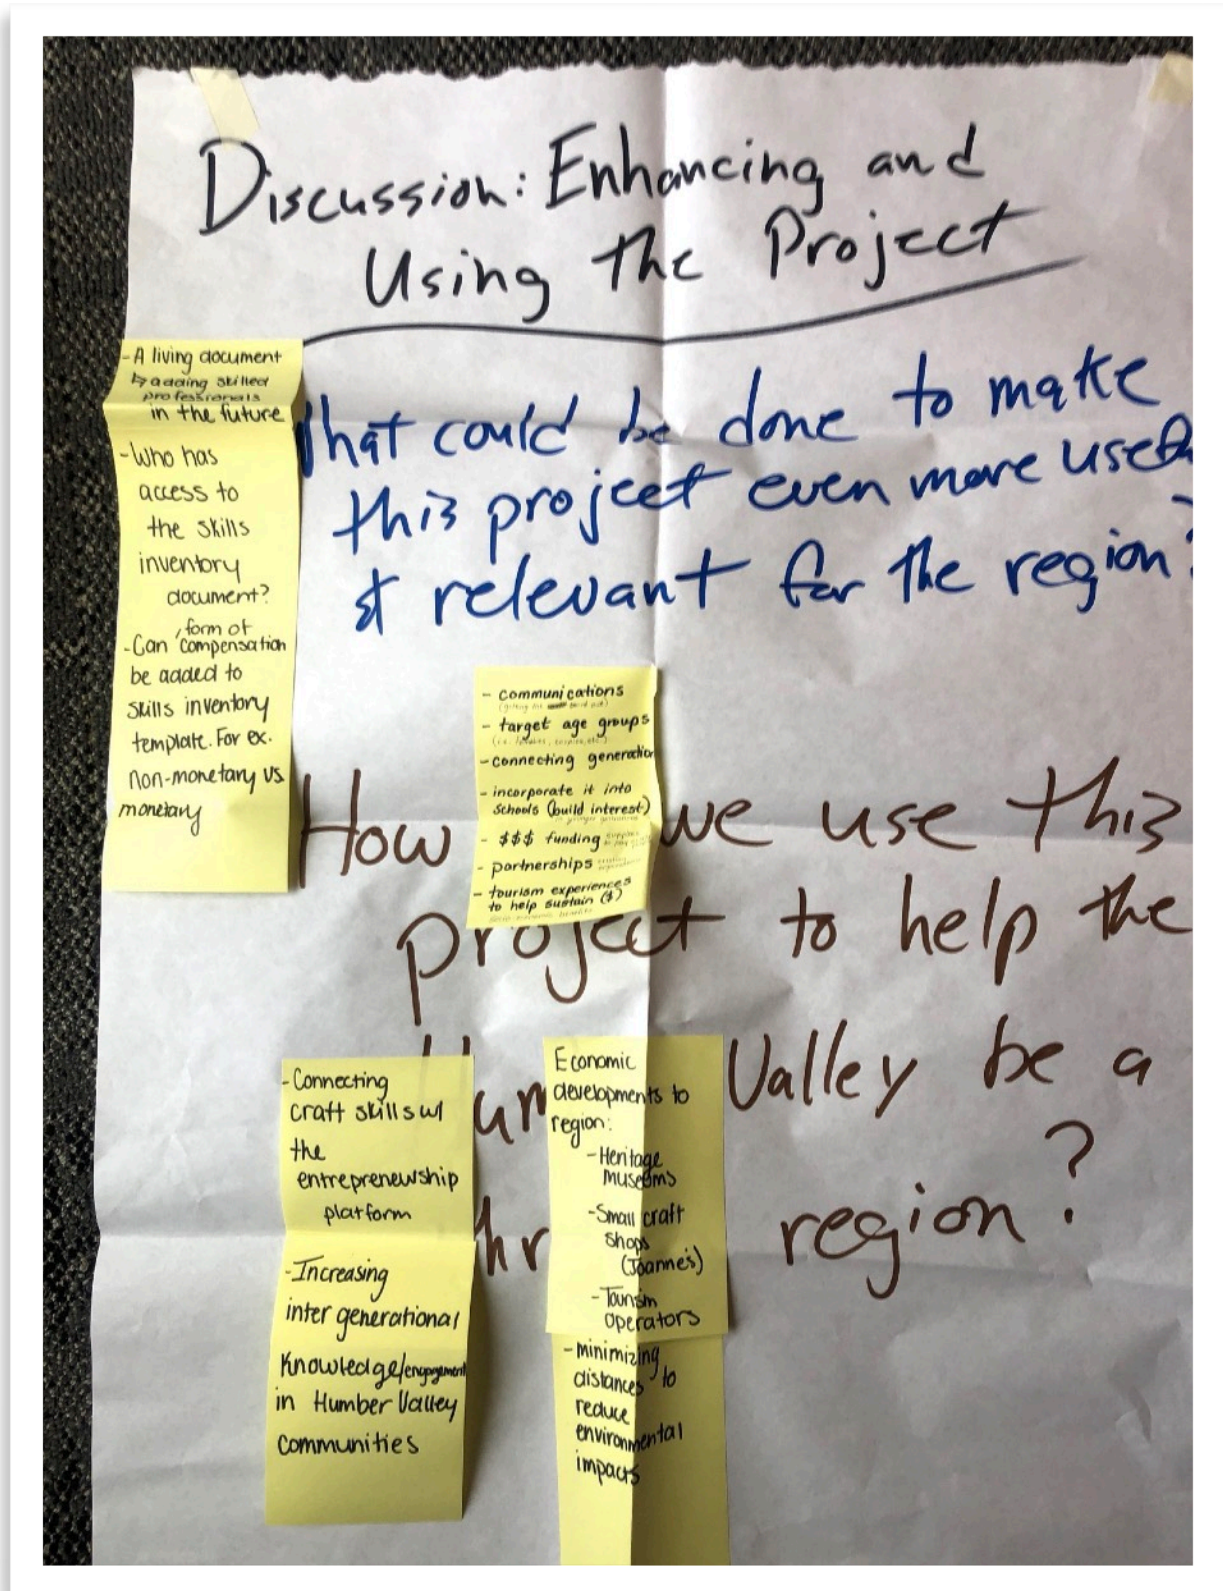 Discussion: Enhancing and
Using the Project
-A living document
↳ adding skilled
professionals
in the future
-Who has
access to
the skills
inventory
document?
-Can form of compensation
be added to
skills inventory
template. For ex.
non-monetary vs
monetary
hat could be done to make
this project even more usef
& relevant for the region?
- communications
- target age groups
- connecting generation
- incorporate it into
schools (build interest)
- $$$ funding
- partnerships
- tourism experiences
to help sustain ($)
How we use this
project to help the
Valley be a
region?
-Connecting
craft skills w/
the
entrepreneurship
platform
-Increasing
inter generational
knowledge/engagement
in Humber Valley
communities
Economic
developments to
region:
-Heritage
museums
-Small craft
shops
(Joanne's)
-Tourism
operators
-minimizing
distances to
reduce
environmental
impacts